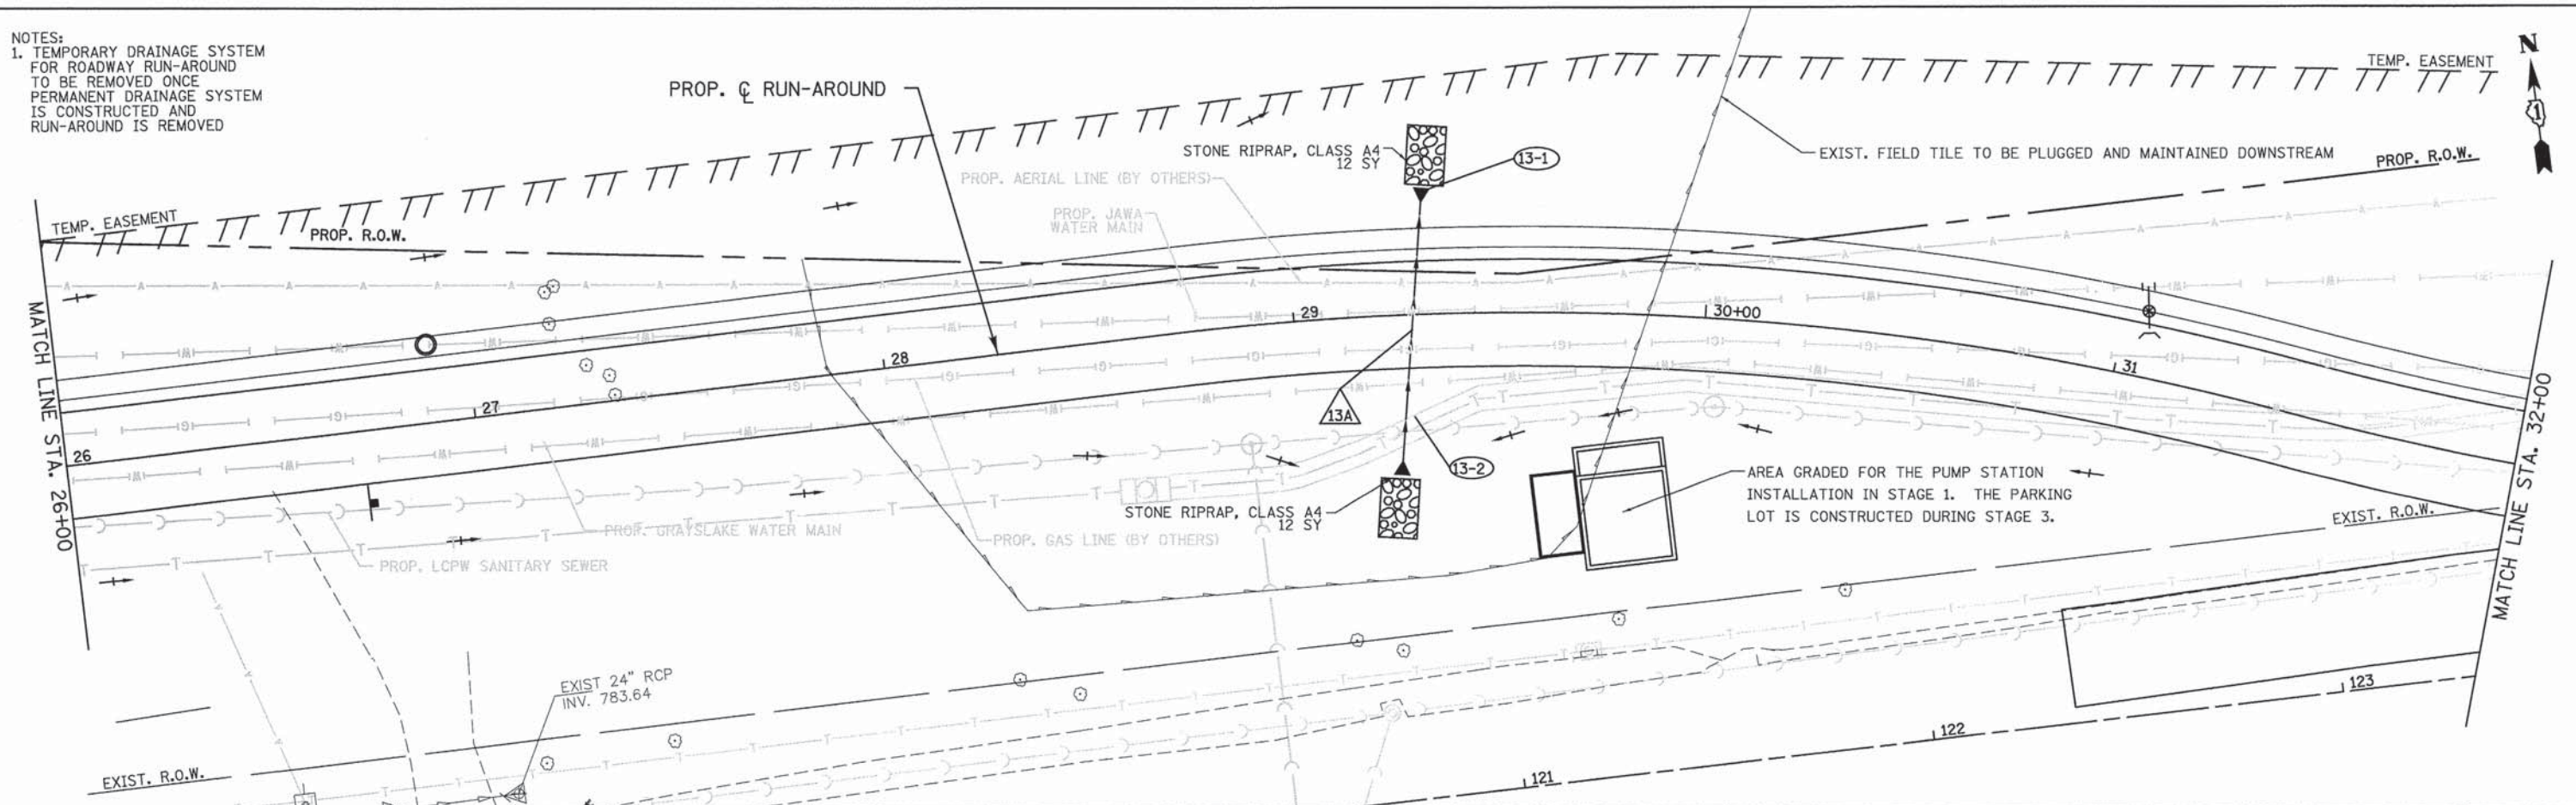 NOTES:
1. TEMPORARY DRAINAGE SYSTEM
FOR ROADWAY RUN-AROUND
TO BE REMOVED ONCE
PERMANENT DRAINAGE SYSTEM
IS CONSTRUCTED AND
RUN-AROUND IS REMOVED
PROP. ℄ RUN-AROUND
TEMP. EASEMENT
N
1
STONE RIPRAP, CLASS A4
12 SY
13-1
EXIST. FIELD TILE TO BE PLUGGED AND MAINTAINED DOWNSTREAM
PROP. R.O.W.
PROP. AERIAL LINE (BY OTHERS)
PROP. JAWA
WATER MAIN
TEMP. EASEMENT
PROP. R.O.W.
MATCH LINE STA. 26+00
26
27
28
29
30+00
31
MATCH LINE STA. 32+00
13A
13-2
STONE RIPRAP, CLASS A4
12 SY
AREA GRADED FOR THE PUMP STATION
INSTALLATION IN STAGE 1. THE PARKING
LOT IS CONSTRUCTED DURING STAGE 3.
EXIST. R.O.W.
PROP. GRAYSLAKE WATER MAIN
PROP. GAS LINE (BY OTHERS)
PROP. LCPW SANITARY SEWER
EXIST 24" RCP
INV. 783.64
EXIST. R.O.W.
121
122
123